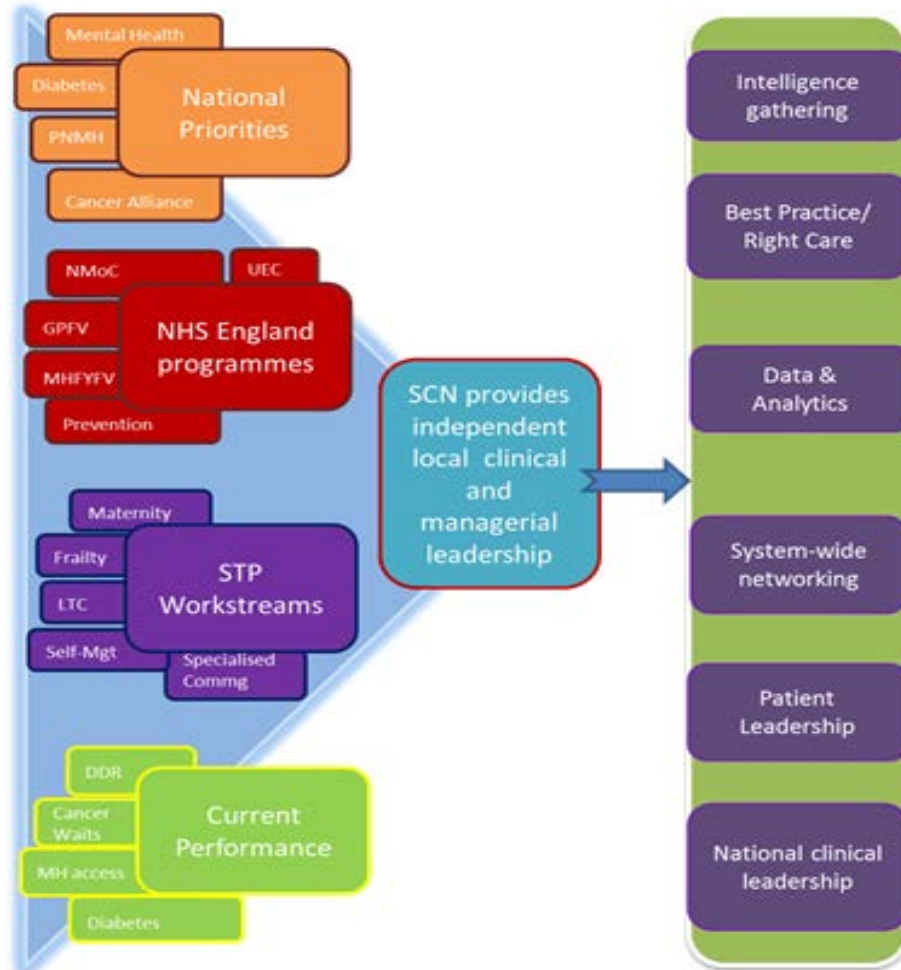 Mental Health
Diabetes
PNMH
Cancer Alliance
National
Priorities
NMoC
UEC
GPFV
MHFYFV
Prevention
NHS England
programmes
Maternity
Frailty
LTC
Self-Mgt
Specialised
Commg
STP
Workstreams
DDR
Cancer
Waits
MH access
Diabetes
Current
Performance
SCN provides
independent
local clinical
and
managerial
leadership
Intelligence
gathering
Best Practice/
Right Care
Data &
Analytics
System-wide
networking
Patient
Leadership
National clinical
leadership